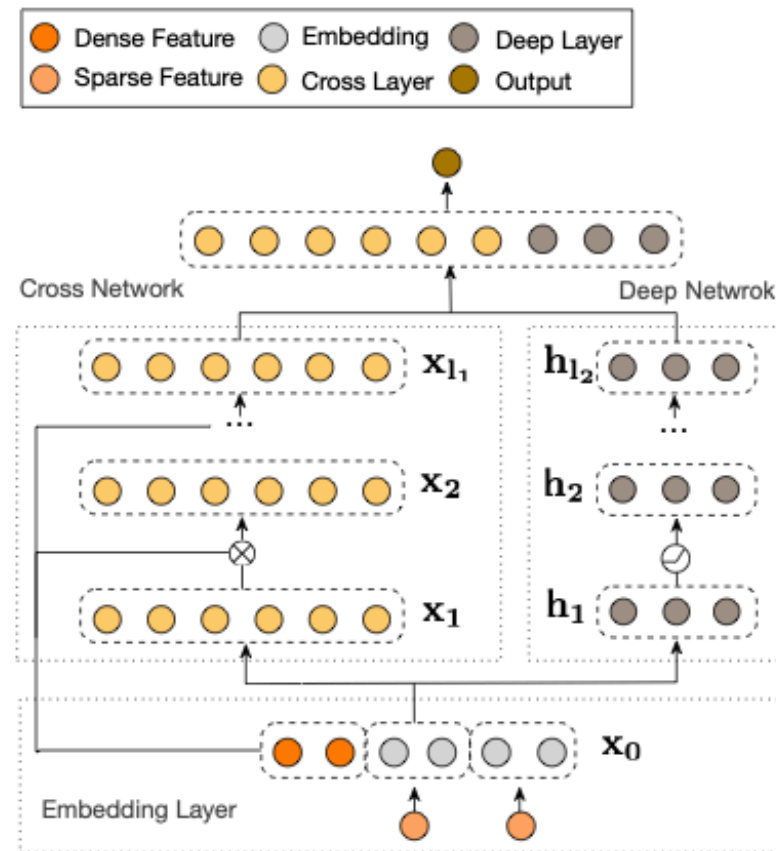 Dense Feature Embedding Deep Layer
Sparse Feature Cross Layer Output
Cross Network Deep Netwrok
x_{l_1} h_{l_2}
... ...
x_2 h_2
x_1 h_1
x_0
Embedding Layer